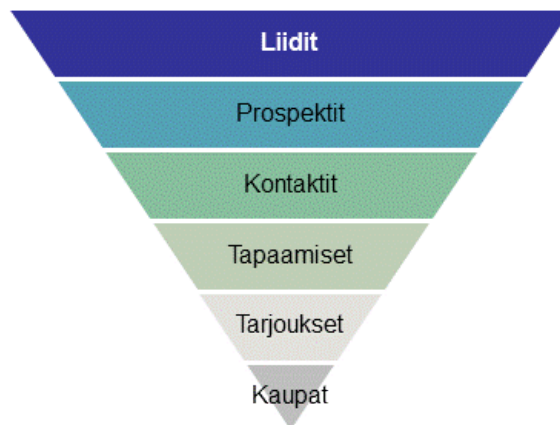 Liidit
Prospektit
Kontaktit
Tapaamiset
Tarjoukset
Kaupat